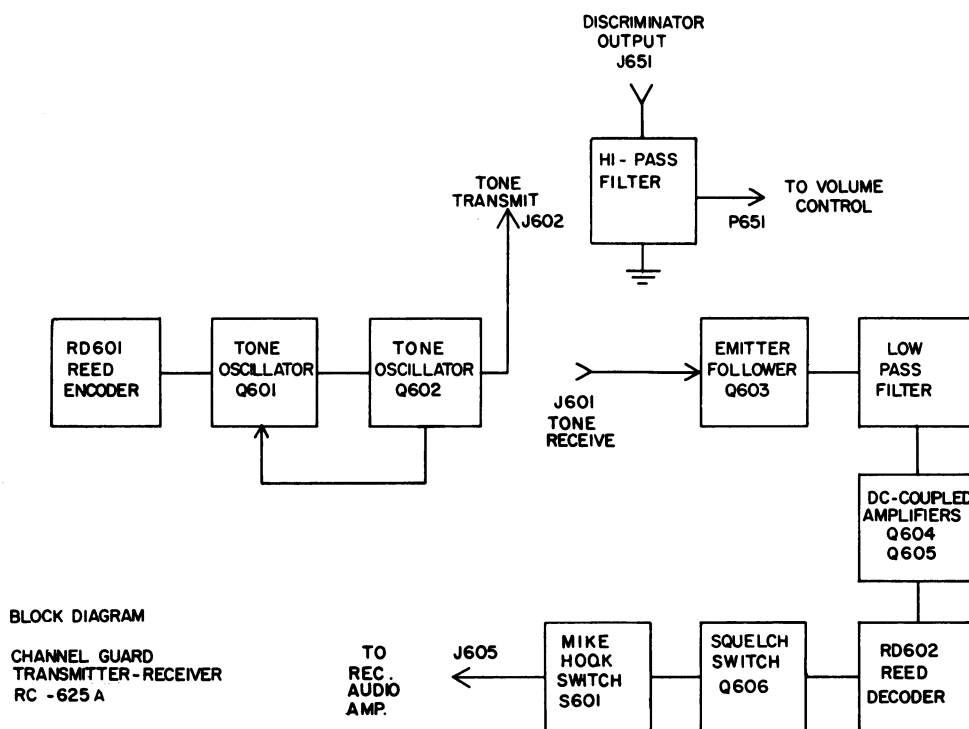 DISCRIMINATOR
OUTPUT
J651
HI - PASS
FILTER
TO VOLUME
CONTROL
P651
TONE
TRANSMIT
J602
RD601
REED
ENCODER
TONE
OSCILLATOR
Q601
TONE
OSCILLATOR
Q602
J601
TONE
RECEIVE
EMITTER
FOLLOWER
Q603
LOW
PASS
FILTER
DC-COUPLED
AMPLIFIERS
Q604
Q605
RD602
REED
DECODER
SQUELCH
SWITCH
Q606
MIKE
HOOK
SWITCH
S601
J605
TO
REC.
AUDIO
AMP.
BLOCK DIAGRAM
CHANNEL GUARD
TRANSMITTER-RECEIVER
RC -625A